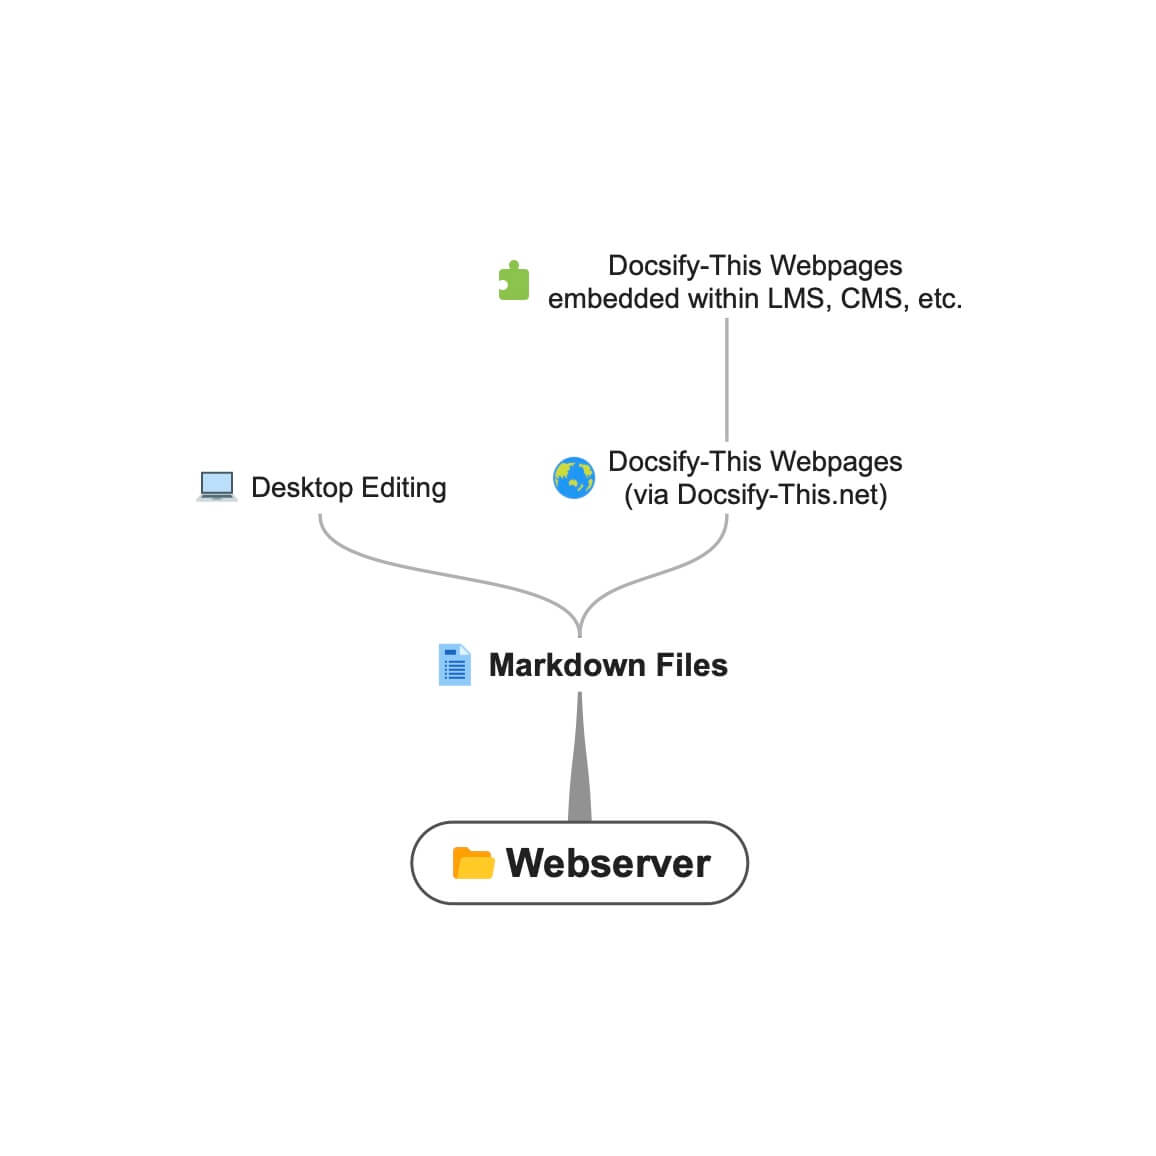 Docsify-This Webpages
embedded within LMS, CMS, etc.
Desktop Editing
Docsify-This Webpages
(via Docsify-This.net)
Markdown Files
Webserver